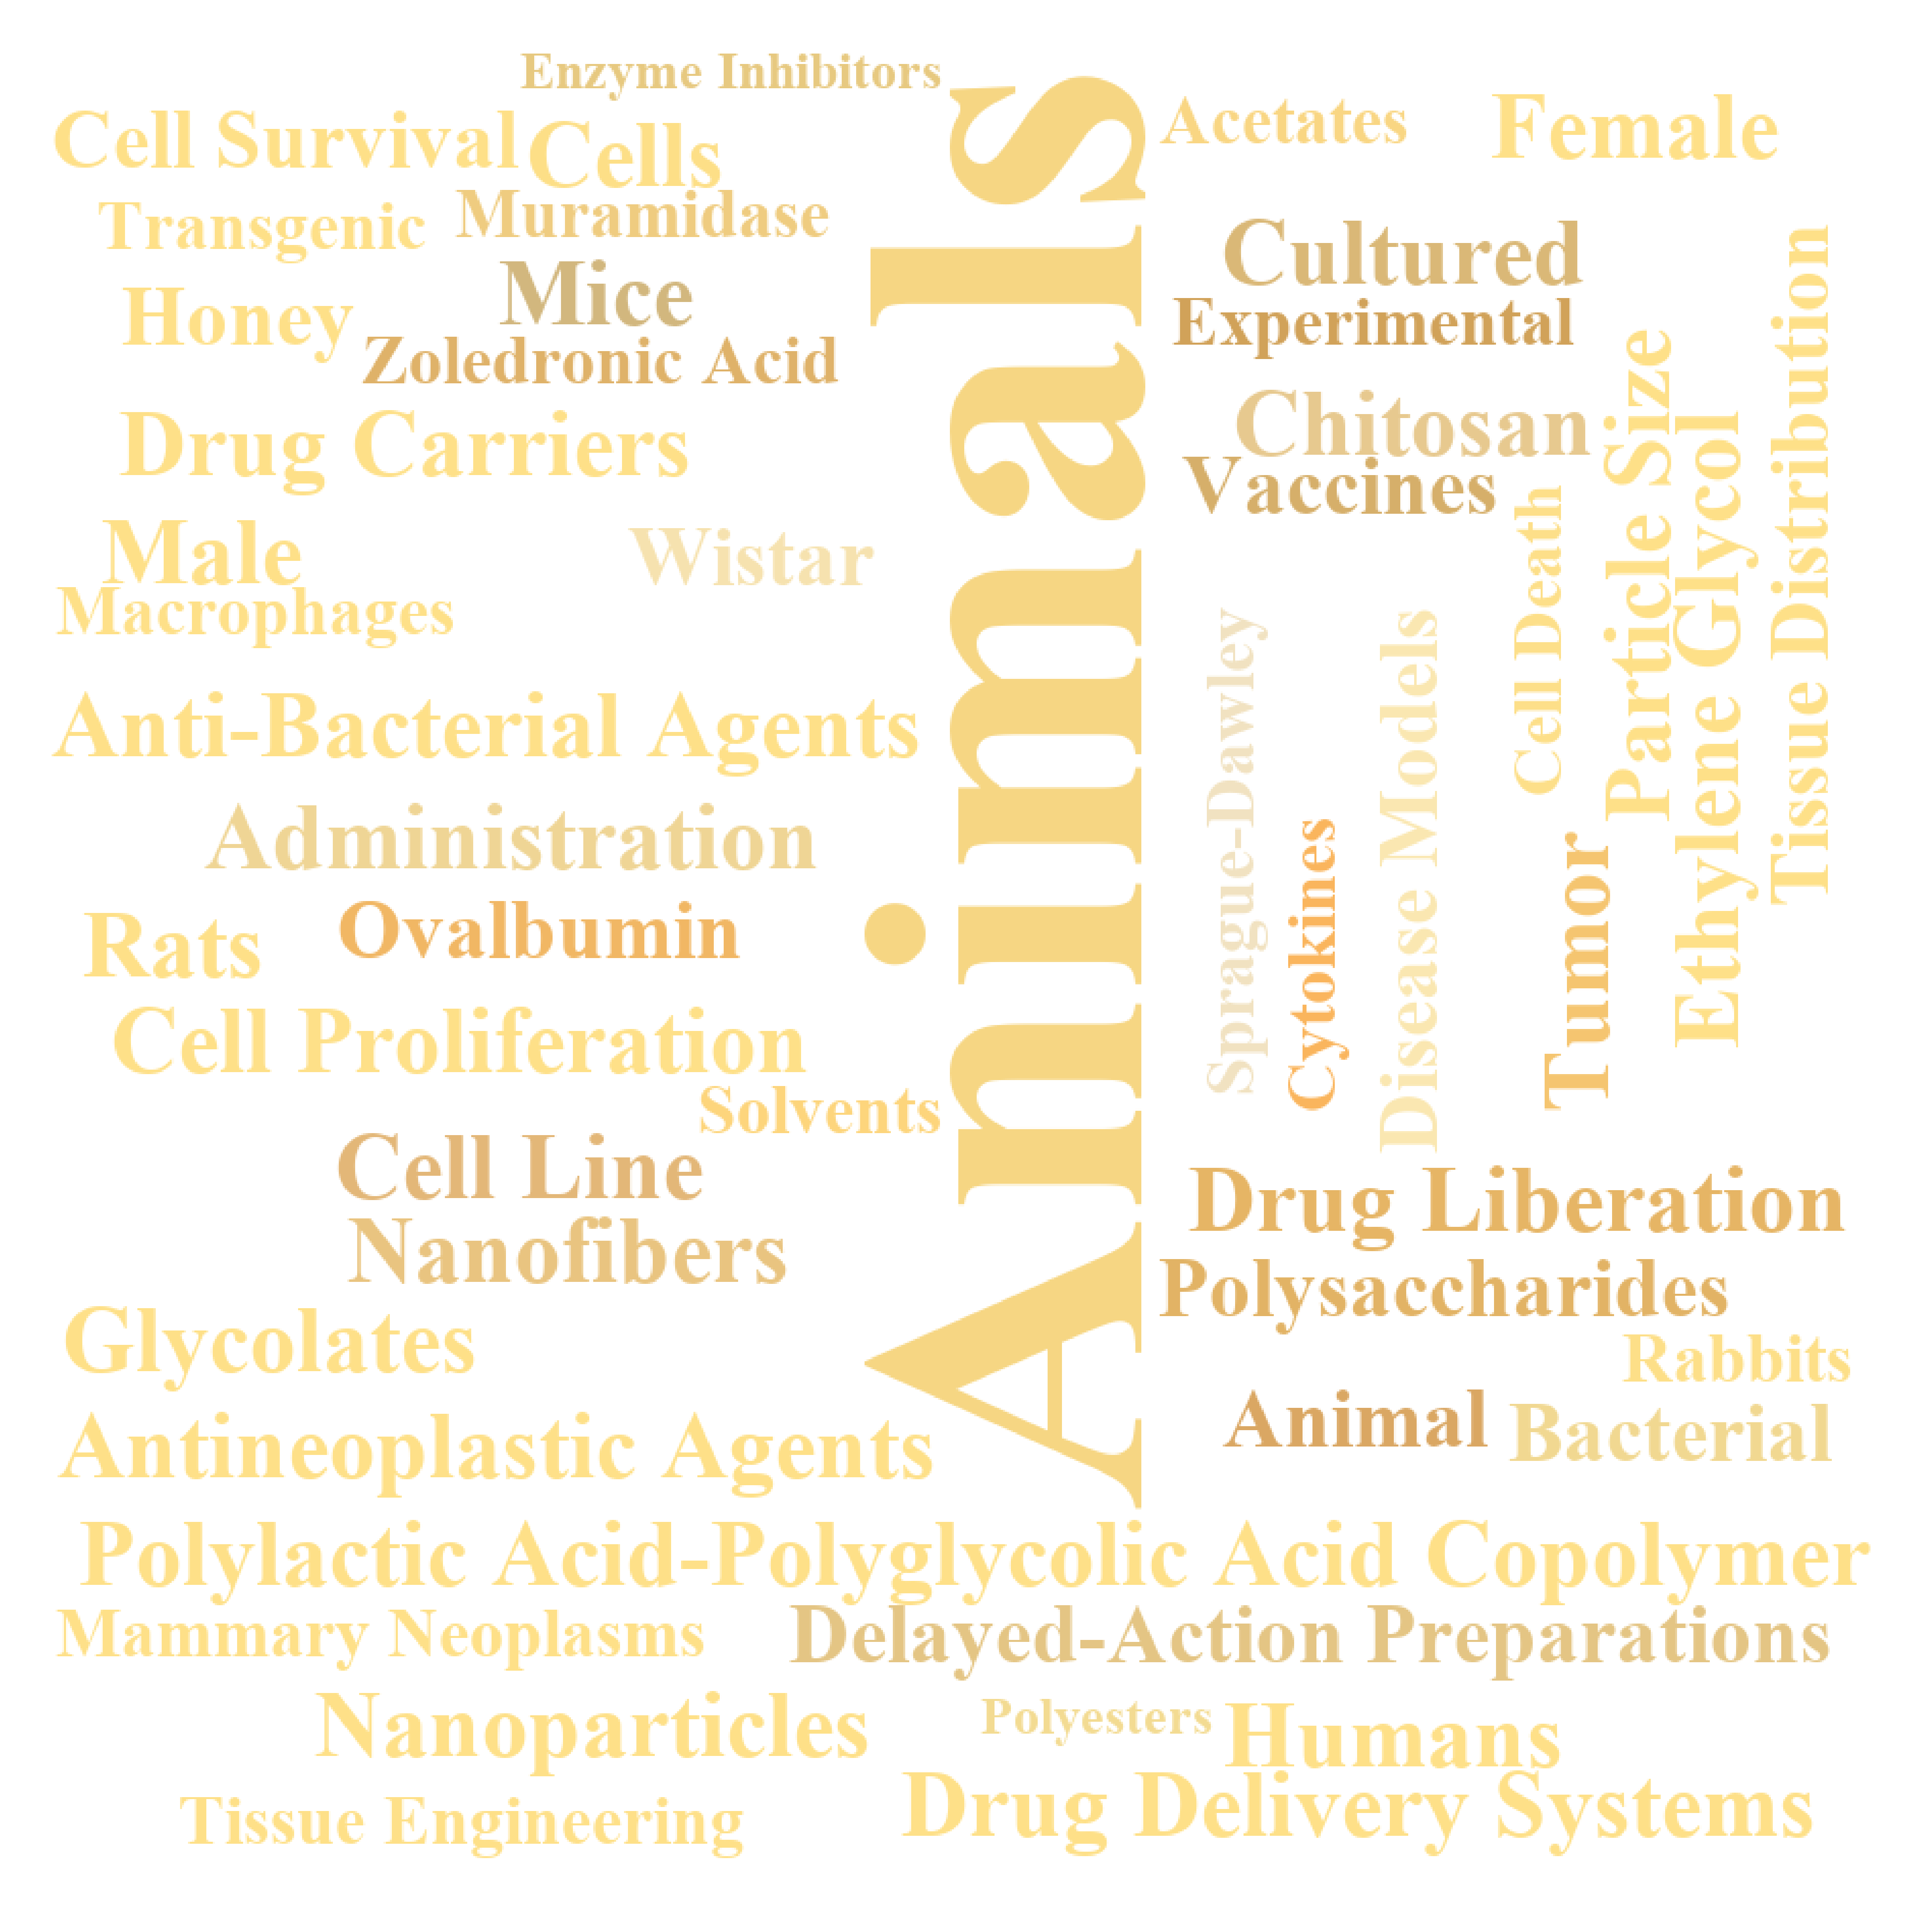 Enzyme Inhibitors
Cell Survival
Cells
Acetates
Female
Transgenic
Muramidase
Honey
Mice
Cultured
Zoledronic Acid
Experimental
Drug Carriers
Chitosan
Vaccines
Male
Wistar
Macrophages
Animals
Sprague-Dawley
Cytokines
Disease Models
Cell Death
Tumor
Particle Size
Ethylene Glycol
Tissue Distribution
Anti-Bacterial Agents
Administration
Rats
Ovalbumin
Cell Proliferation
Solvents
Cell Line
Nanofibers
Drug Liberation
Polysaccharides
Glycolates
Rabbits
Animal
Bacterial
Antineoplastic Agents
Polylactic Acid-Polyglycolic Acid Copolymer
Mammary Neoplasms
Delayed-Action Preparations
Nanoparticles
Polyesters
Humans
Tissue Engineering
Drug Delivery Systems